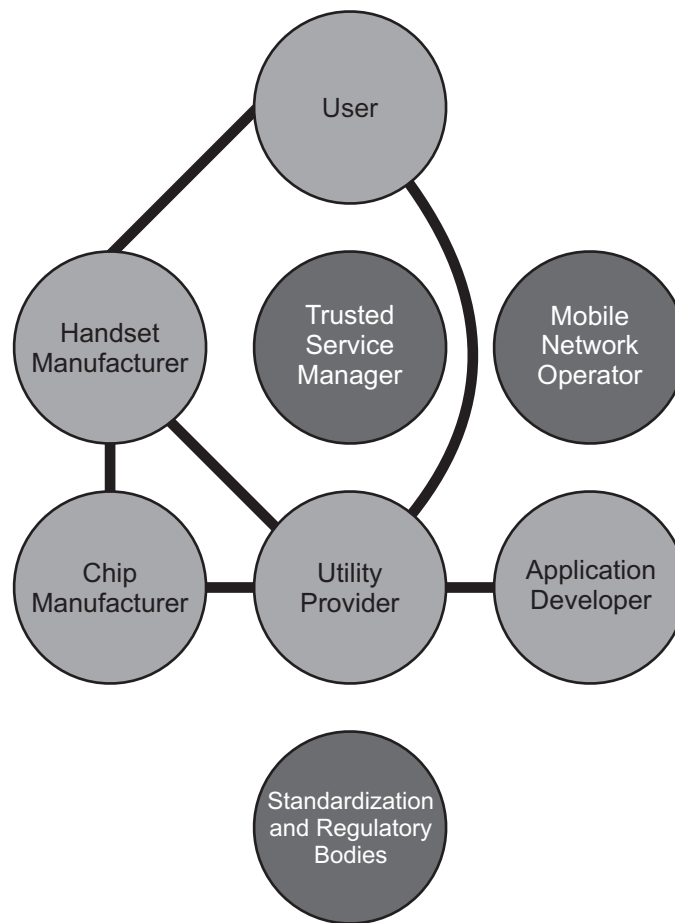 User
Handset
Manufacturer
Trusted
Service
Manager
Mobile
Network
Operator
Chip
Manufacturer
Utility
Provider
Application
Developer
Standardization
and Regulatory
Bodies